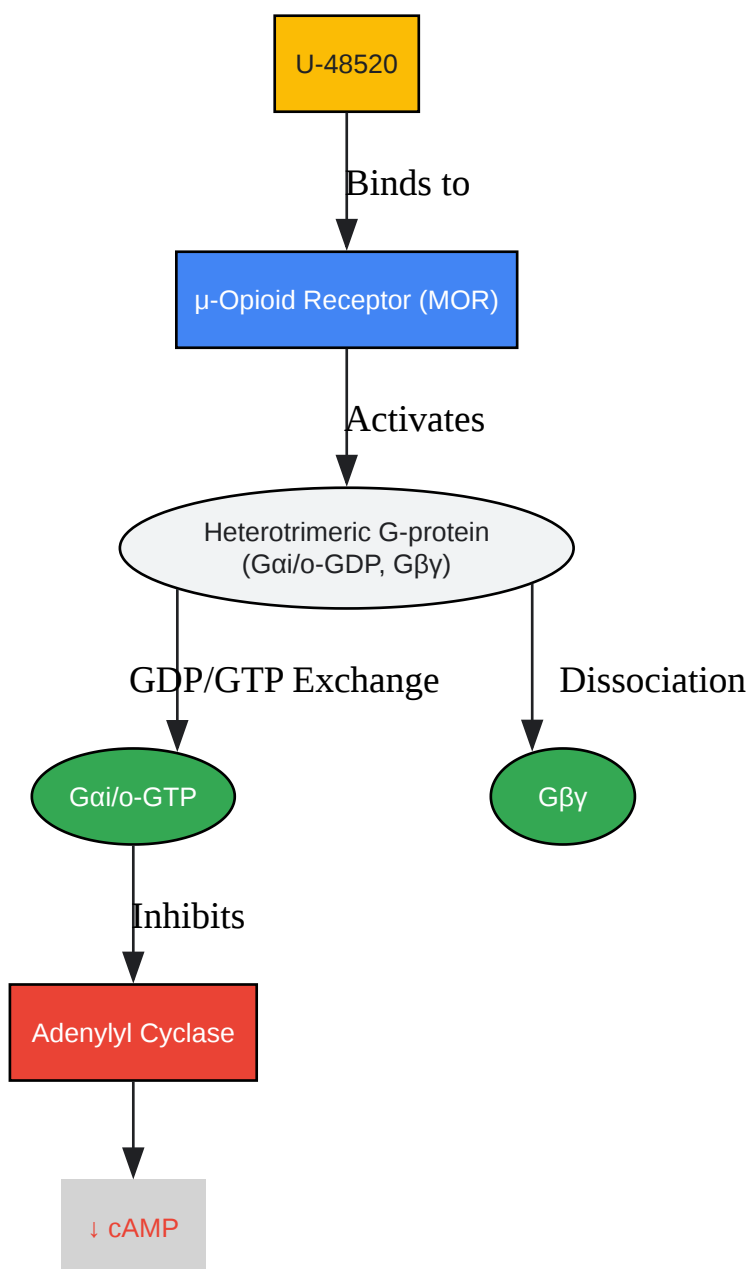 U-48520
Binds to
μ-Opioid Receptor (MOR)
Activates
Heterotrimeric G-protein
(Gαi/o-GDP, Gβγ)
GDP/GTP Exchange
Dissociation
Gαi/o-GTP
Gβγ
Inhibits
Adenylyl Cyclase
↓ cAMP